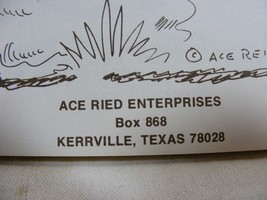 © ACE REI
ACE RIED ENTERPRISES
Box 868
KERRVILLE, TEXAS 78028